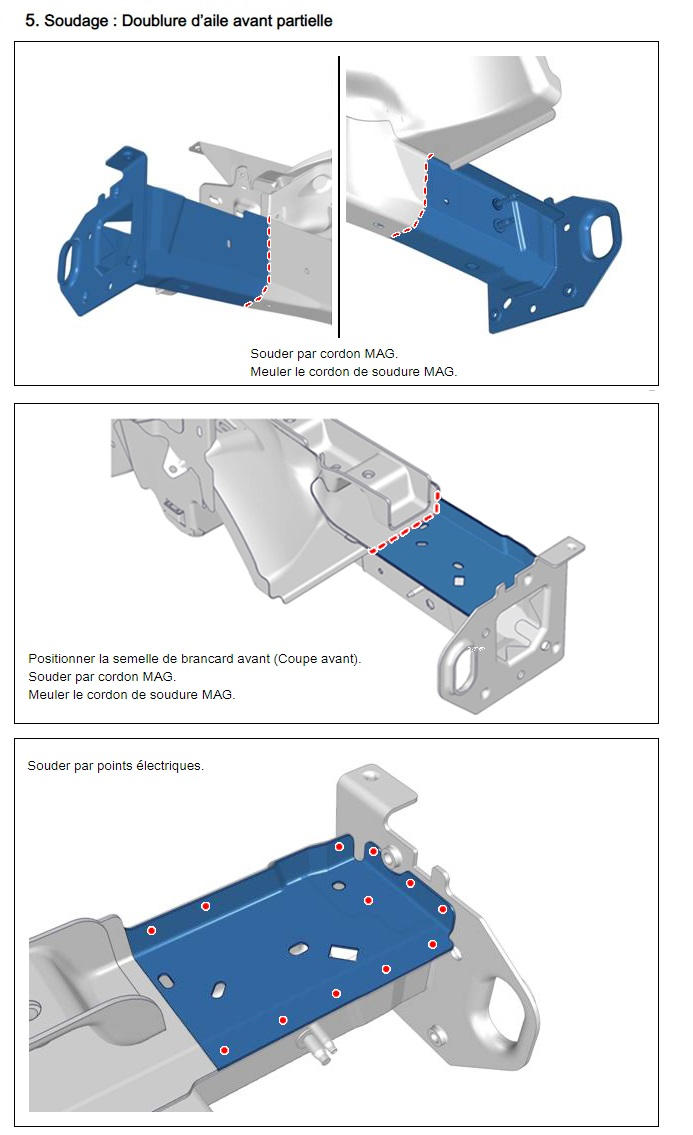 5. Soudage : Doublure d’aile avant partielle
Souder par cordon MAG.
Meuler le cordon de soudure MAG.
Positionner la semelle de brancard avant (Coupe avant).
Souder par cordon MAG.
Meuler le cordon de soudure MAG.
Souder par points électriques.